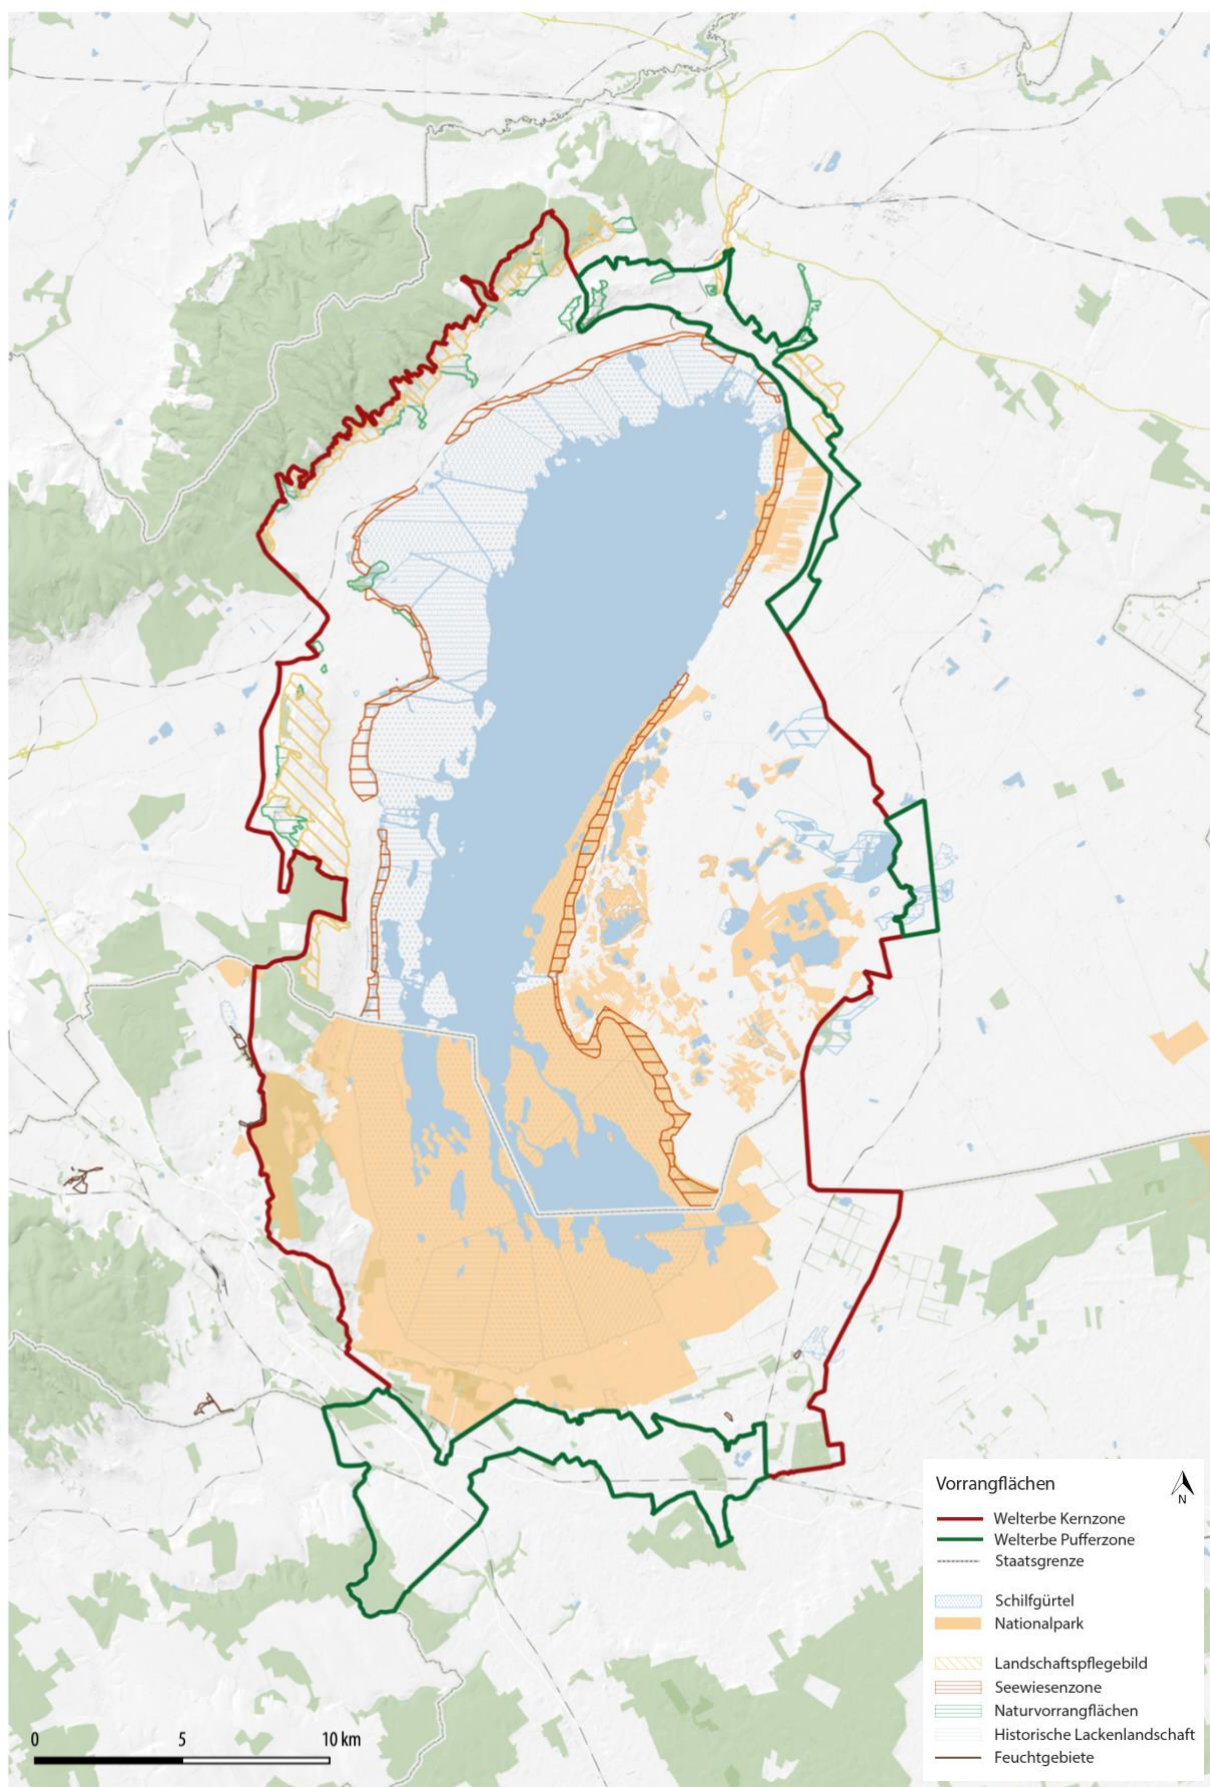 Vorrangflächen
N
Welterbe Kernzone
Welterbe Pufferzone
Staatsgrenze
Schilfgürtel
Nationalpark
Landschaftspflegebild
Seewiesenzone
Naturvorrangflächen
Historische Lackenlandschaft
Feuchtgebiete
0 5 10 km